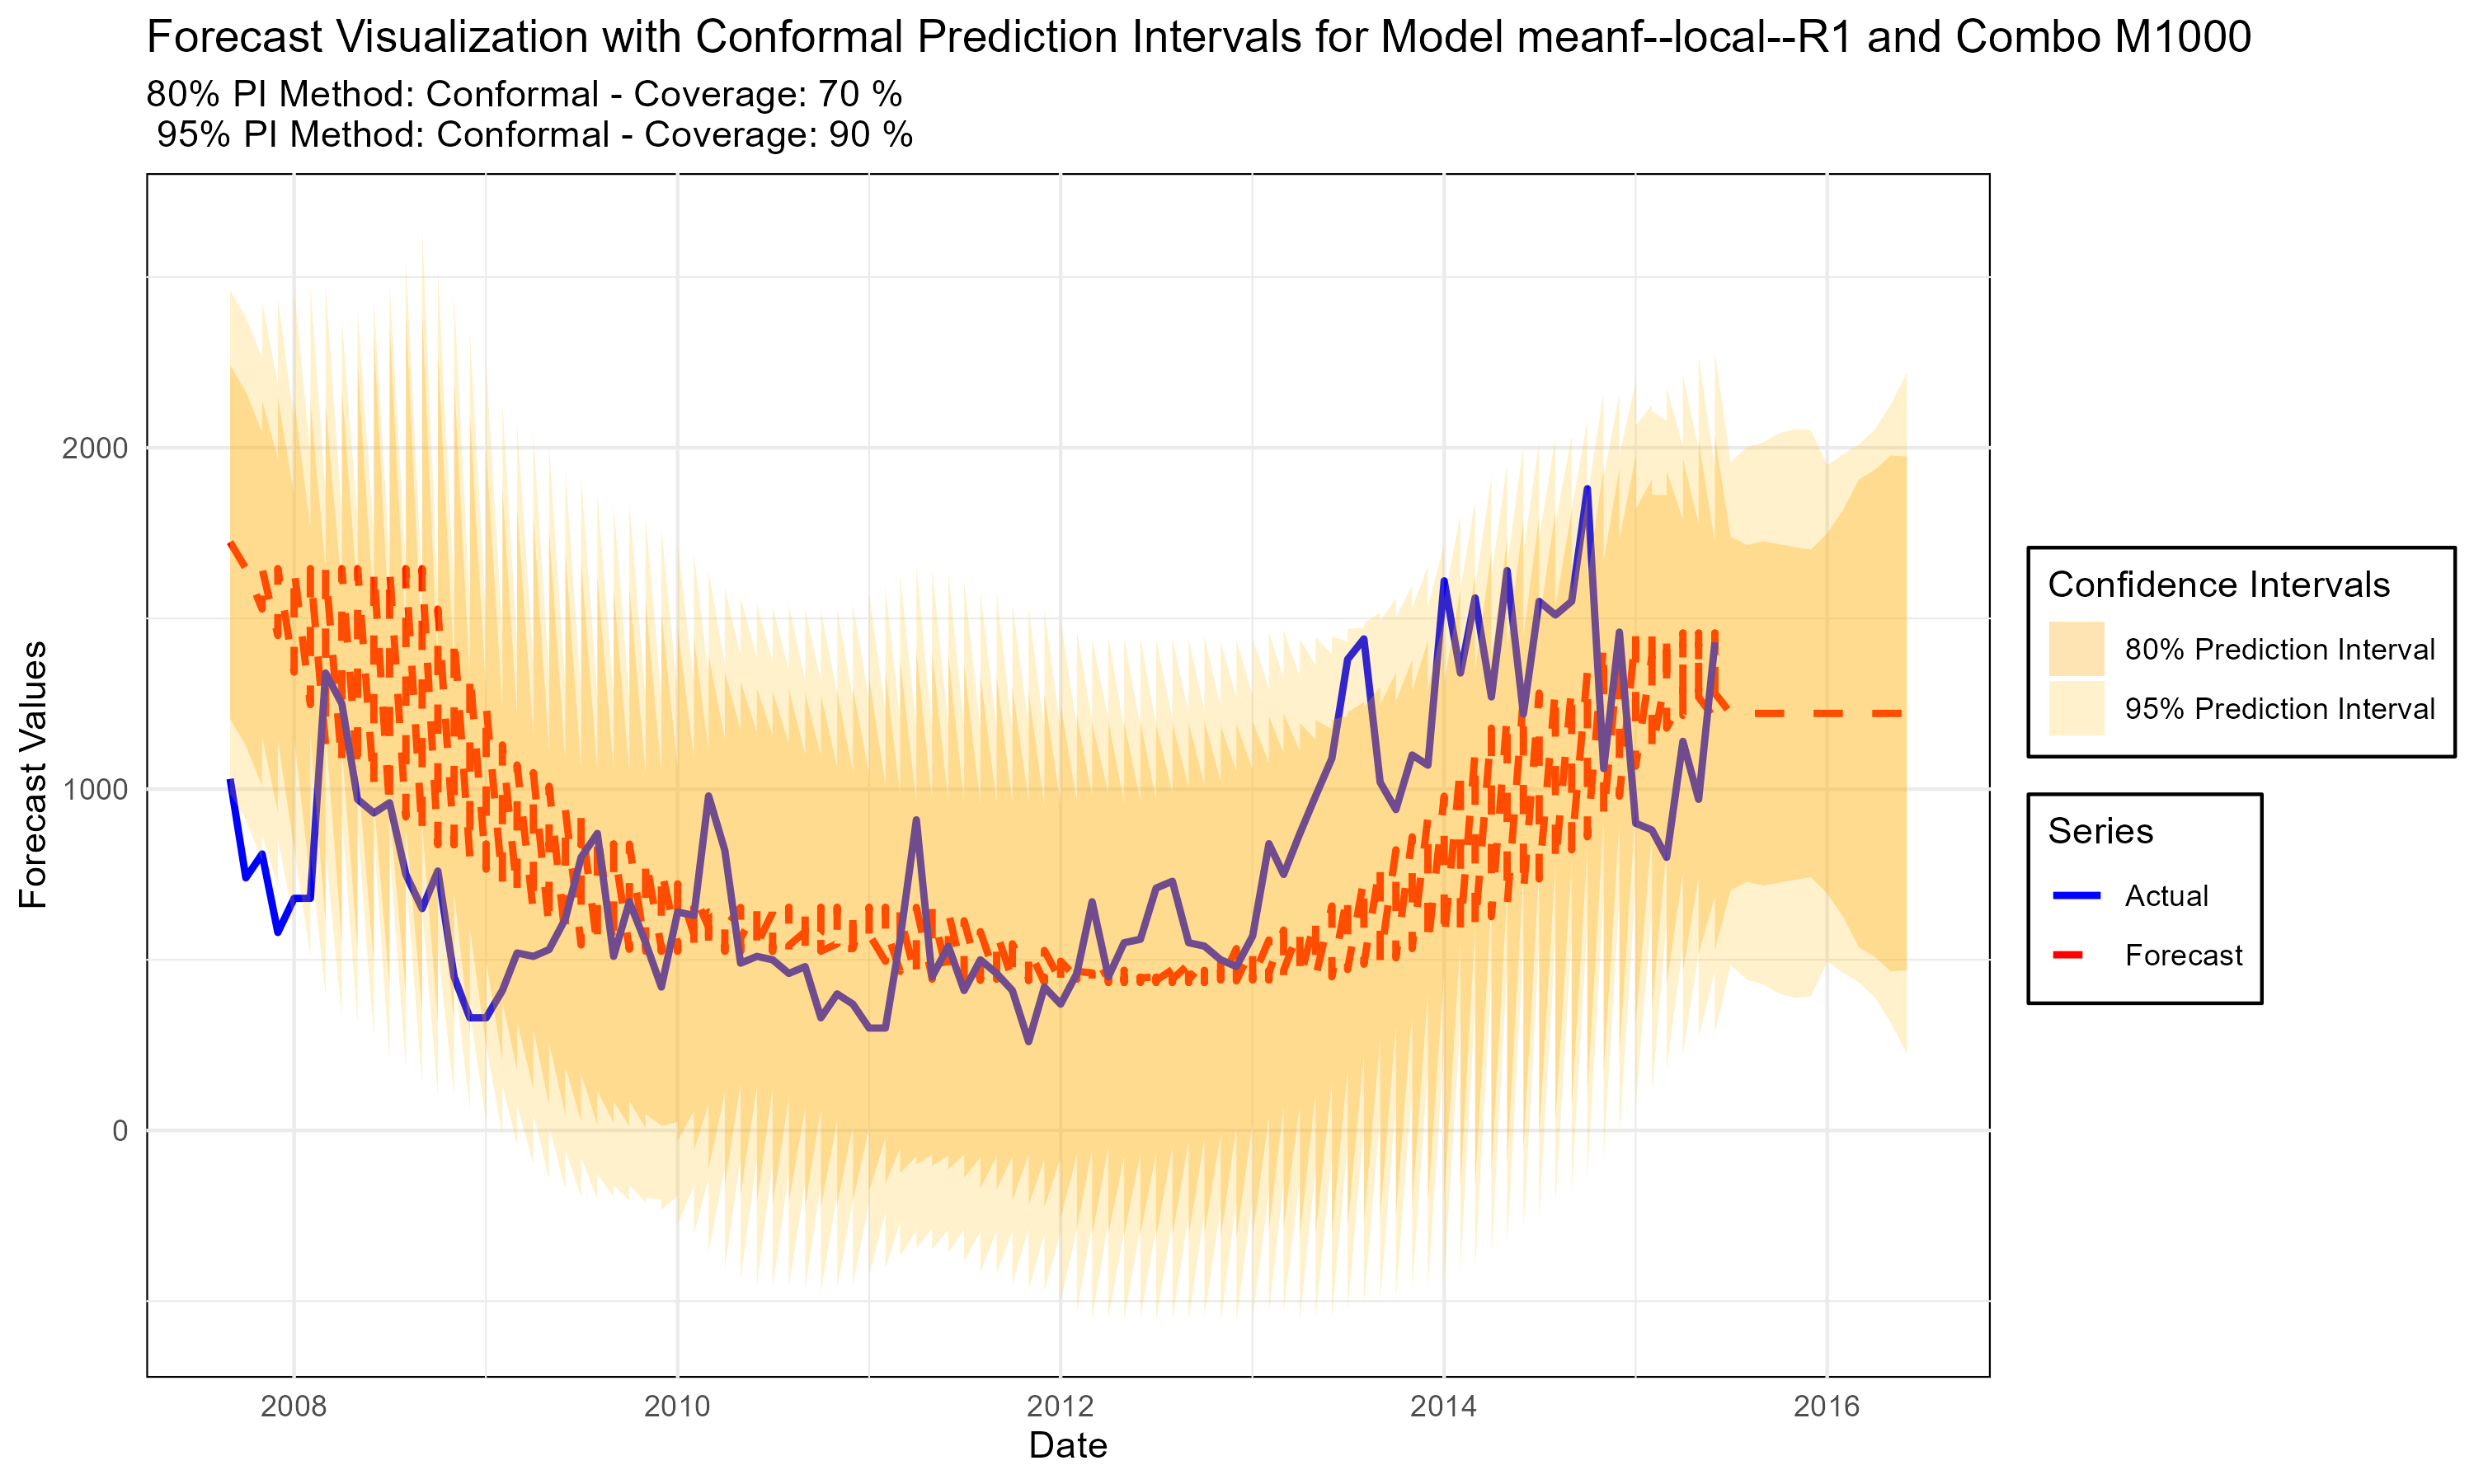 Forecast Visualization with Conformal Prediction Intervals for Model meanf--local--R1 and Combo M1000
80% PI Method: Conformal - Coverage: 70 %
95% PI Method: Conformal - Coverage: 90 %
Forecast Values
2000
1000
0
2008
2010
2012
2014
2016
Date
Confidence Intervals
80% Prediction Interval
95% Prediction Interval
Series
Actual
Forecast